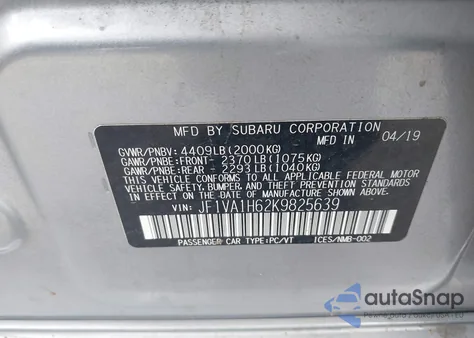 MFD BY SUBARU CORPORATION
MFD IN 04/19
GVWR/PNBV: 4409LB(2000KG)
GAWR/PNBE:FRONT- 2370LB(1075KG)
GAWR/PNBE:REAR - 2293LB(1040KG)
THIS VEHICLE CONFORMS TO ALL APPLICABLE FEDERAL MOTOR
VEHICLE SAFETY, BUMPER, AND THEFT PREVENTION STANDARDS
IN EFFECT ON THE DATE OF MANUFACTURE SHOWN ABOVE.
VIN: JF1VA1H62K9825639
PASSENGER CAR TYPE:PC/VT ICES/NMB-002
autoSnap